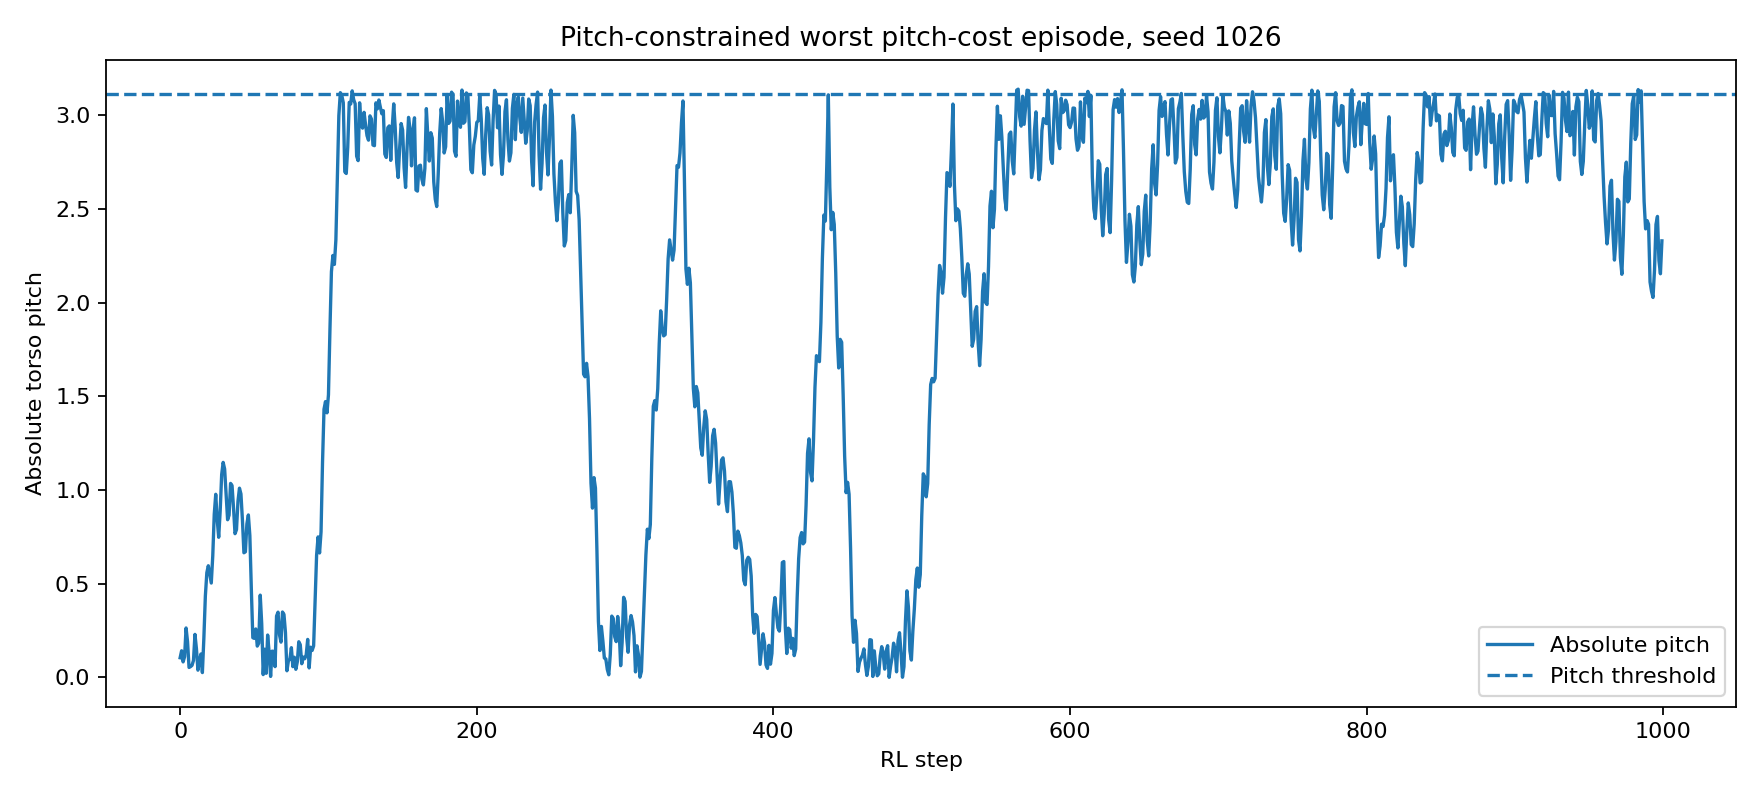 Pitch-constrained worst pitch-cost episode, seed 1026
Absolute torso pitch
3.0
2.5
2.0
1.5
1.0
0.5
0.0
Absolute pitch
Pitch threshold
0 200 400 600 800 1000
RL step